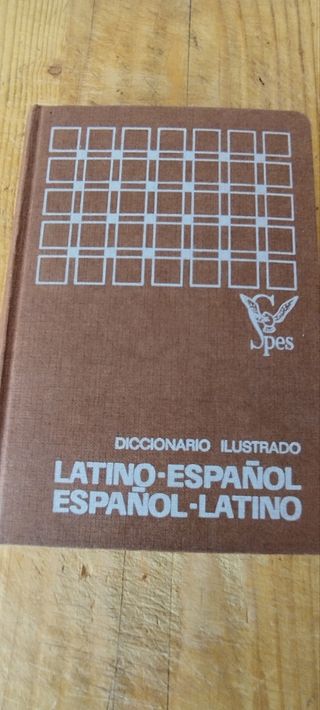 Spes
DICCIONARIO ILUSTRADO
LATINO-ESPAÑOL
ESPAÑOL-LATINO